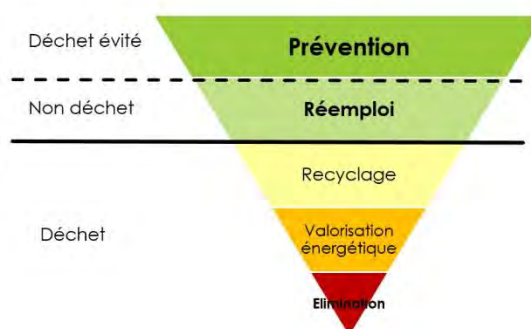 Déchet évité
Prévention
Non déchet
Réemploi
Recyclage
Déchet
Valorisation
énergétique
Elimination